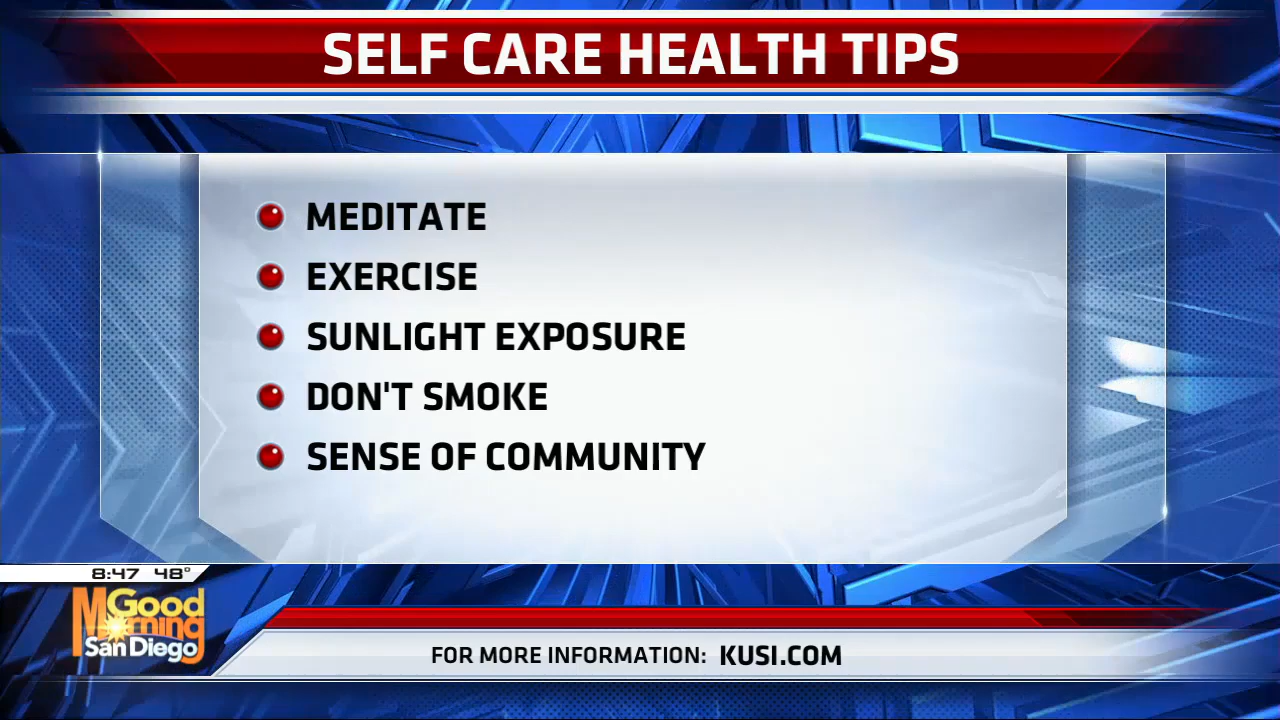 SELF CARE HEALTH TIPS
MEDITATE
EXERCISE
SUNLIGHT EXPOSURE
DON'T SMOKE
SENSE OF COMMUNITY
8:47 48°
Good
Morning
San Diego
FOR MORE INFORMATION: KUSI.COM